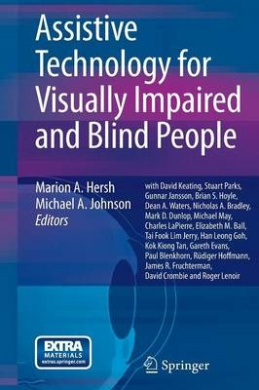 Assistive
Technology for
Visually Impaired
and Blind People
Marion A. Hersh
Michael A. Johnson
Editors
with David Keating, Stuart Parks,
Gunnar Jansson, Brian S. Hoyle,
Dean A. Waters, Nicholas A. Bradley,
Mark D. Dunlop, Michael May,
Charles LaPierre, Elizabeth M. Ball,
Tai Fook Lim Jerry, Han Leong Goh,
Kok Kiong Tan, Gareth Evans,
Paul Blenkhorn, Rüdiger Hoffmann,
James R. Fruchterman,
David Crombie and Roger Lenoir
EXTRA
MATERIALS
extras.springer.com
Springer